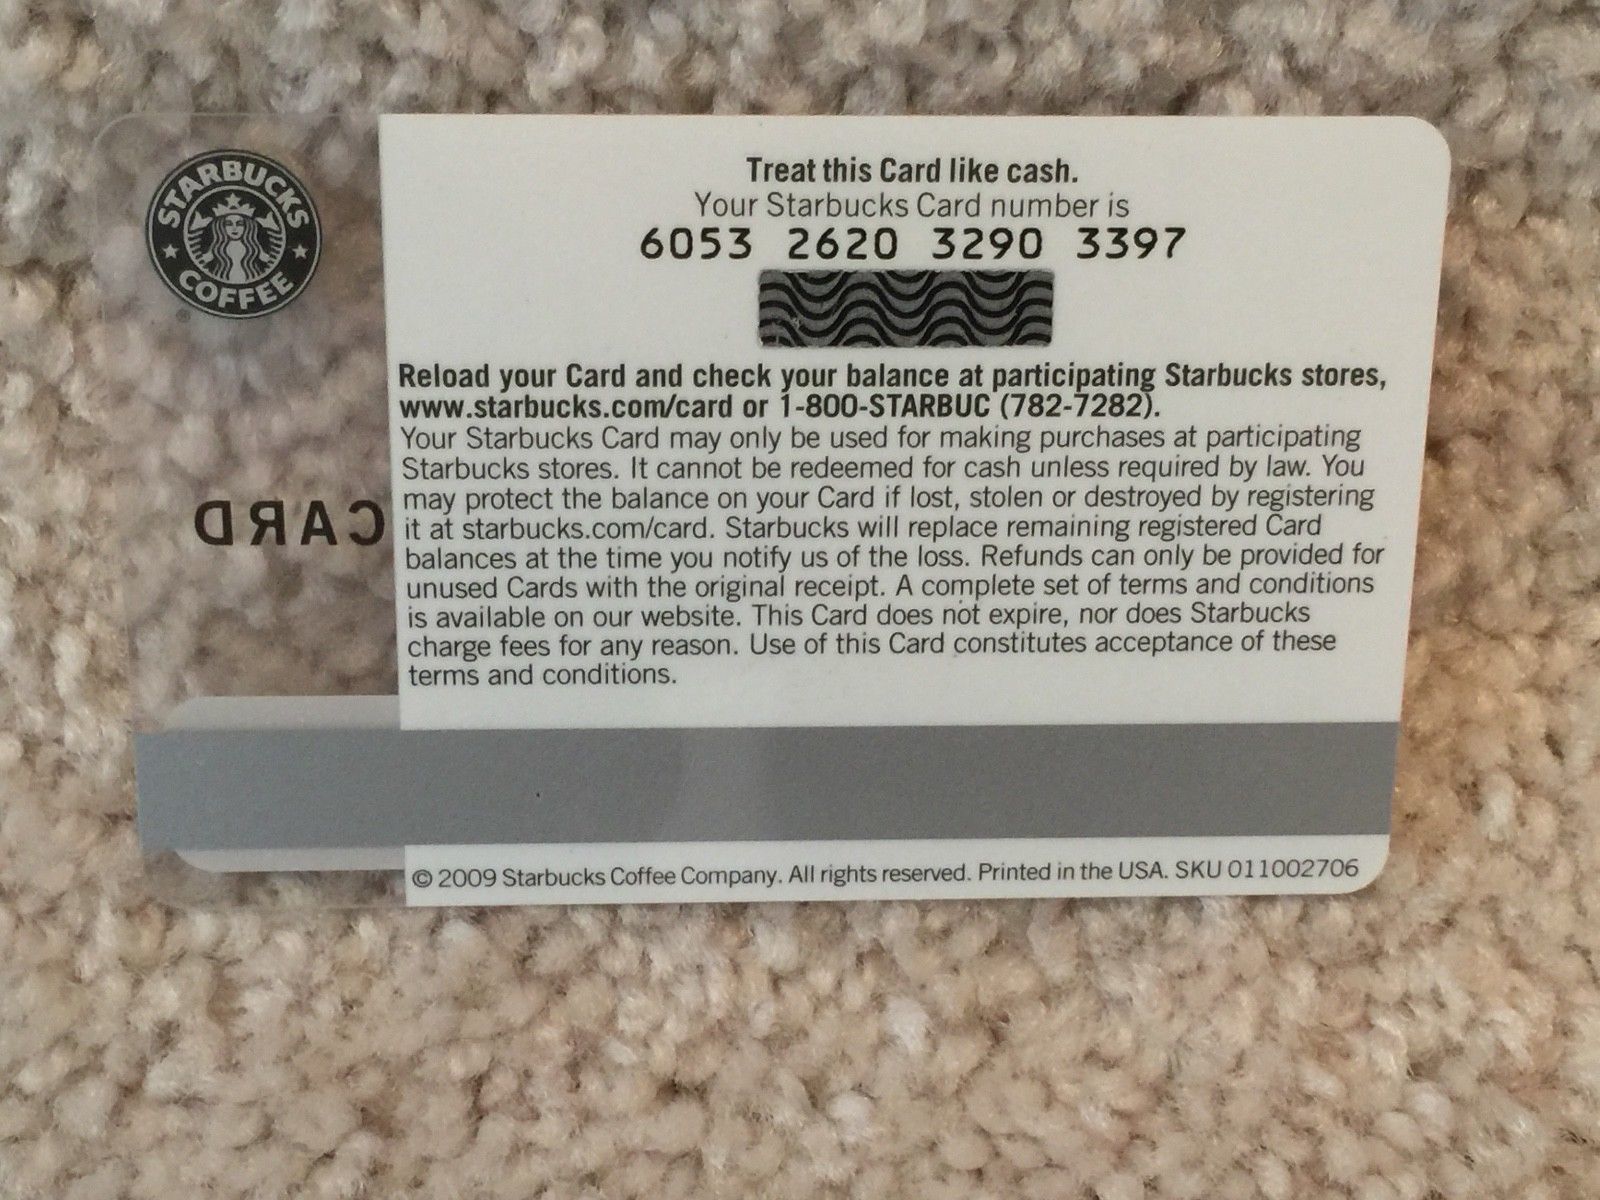 STARBUCKS
COFFEE
®
CARD
Treat this Card like cash.
Your Starbucks Card number is
6053 2620 3290 3397
Reload your Card and check your balance at participating Starbucks stores,
www.starbucks.com/card or 1-800-STARBUC (782-7282).
Your Starbucks Card may only be used for making purchases at participating
Starbucks stores. It cannot be redeemed for cash unless required by law. You
may protect the balance on your Card if lost, stolen or destroyed by registering
it at starbucks.com/card. Starbucks will replace remaining registered Card
balances at the time you notify us of the loss. Refunds can only be provided for
unused Cards with the original receipt. A complete set of terms and conditions
is available on our website. This Card does not expire, nor does Starbucks
charge fees for any reason. Use of this Card constitutes acceptance of these
terms and conditions.
© 2009 Starbucks Coffee Company. All rights reserved. Printed in the USA. SKU 011002706